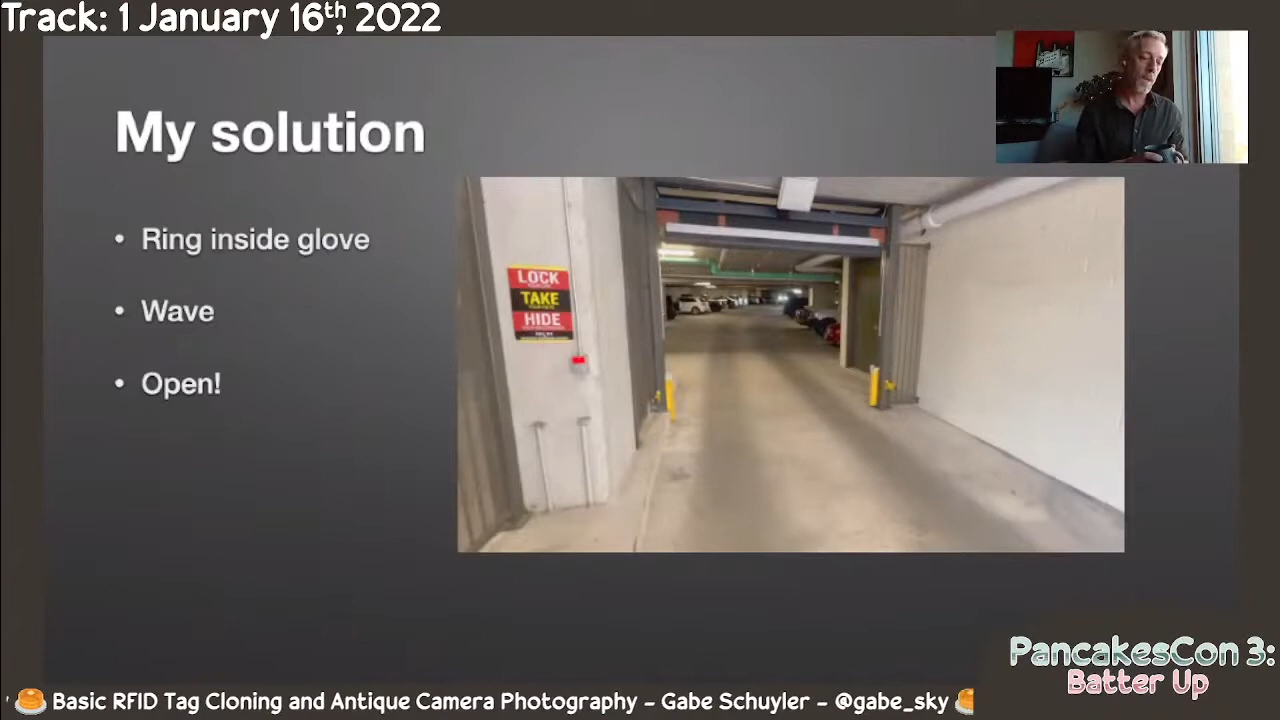 Track: 1 January 16th, 2022
My solution
• Ring inside glove
• Wave
• Open!
LOCK
TAKE
HIDE
PancakesCon 3:
Batter Up
Basic RFID Tag Cloning and Antique Camera Photography - Gabe Schuyler - @gabe_sky